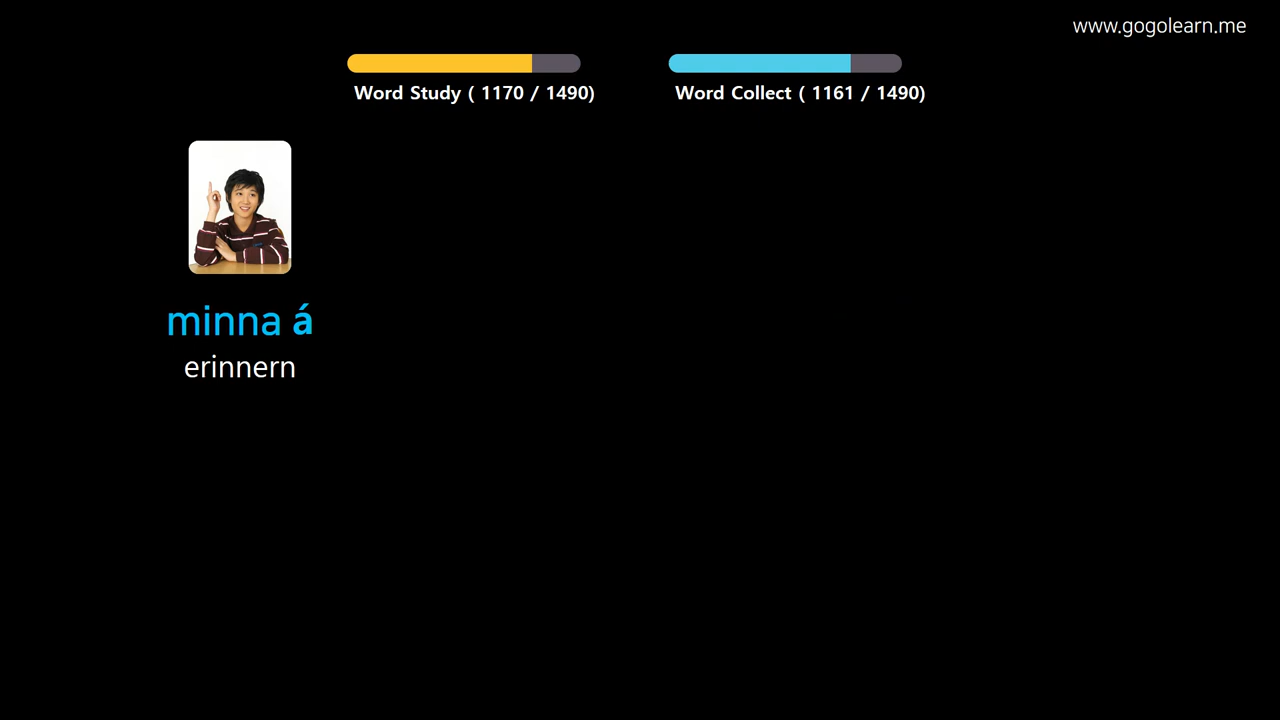 www.gogolearn.me
Word Study ( 1170 / 1490)
Word Collect ( 1161 / 1490)
minna á
erinnern